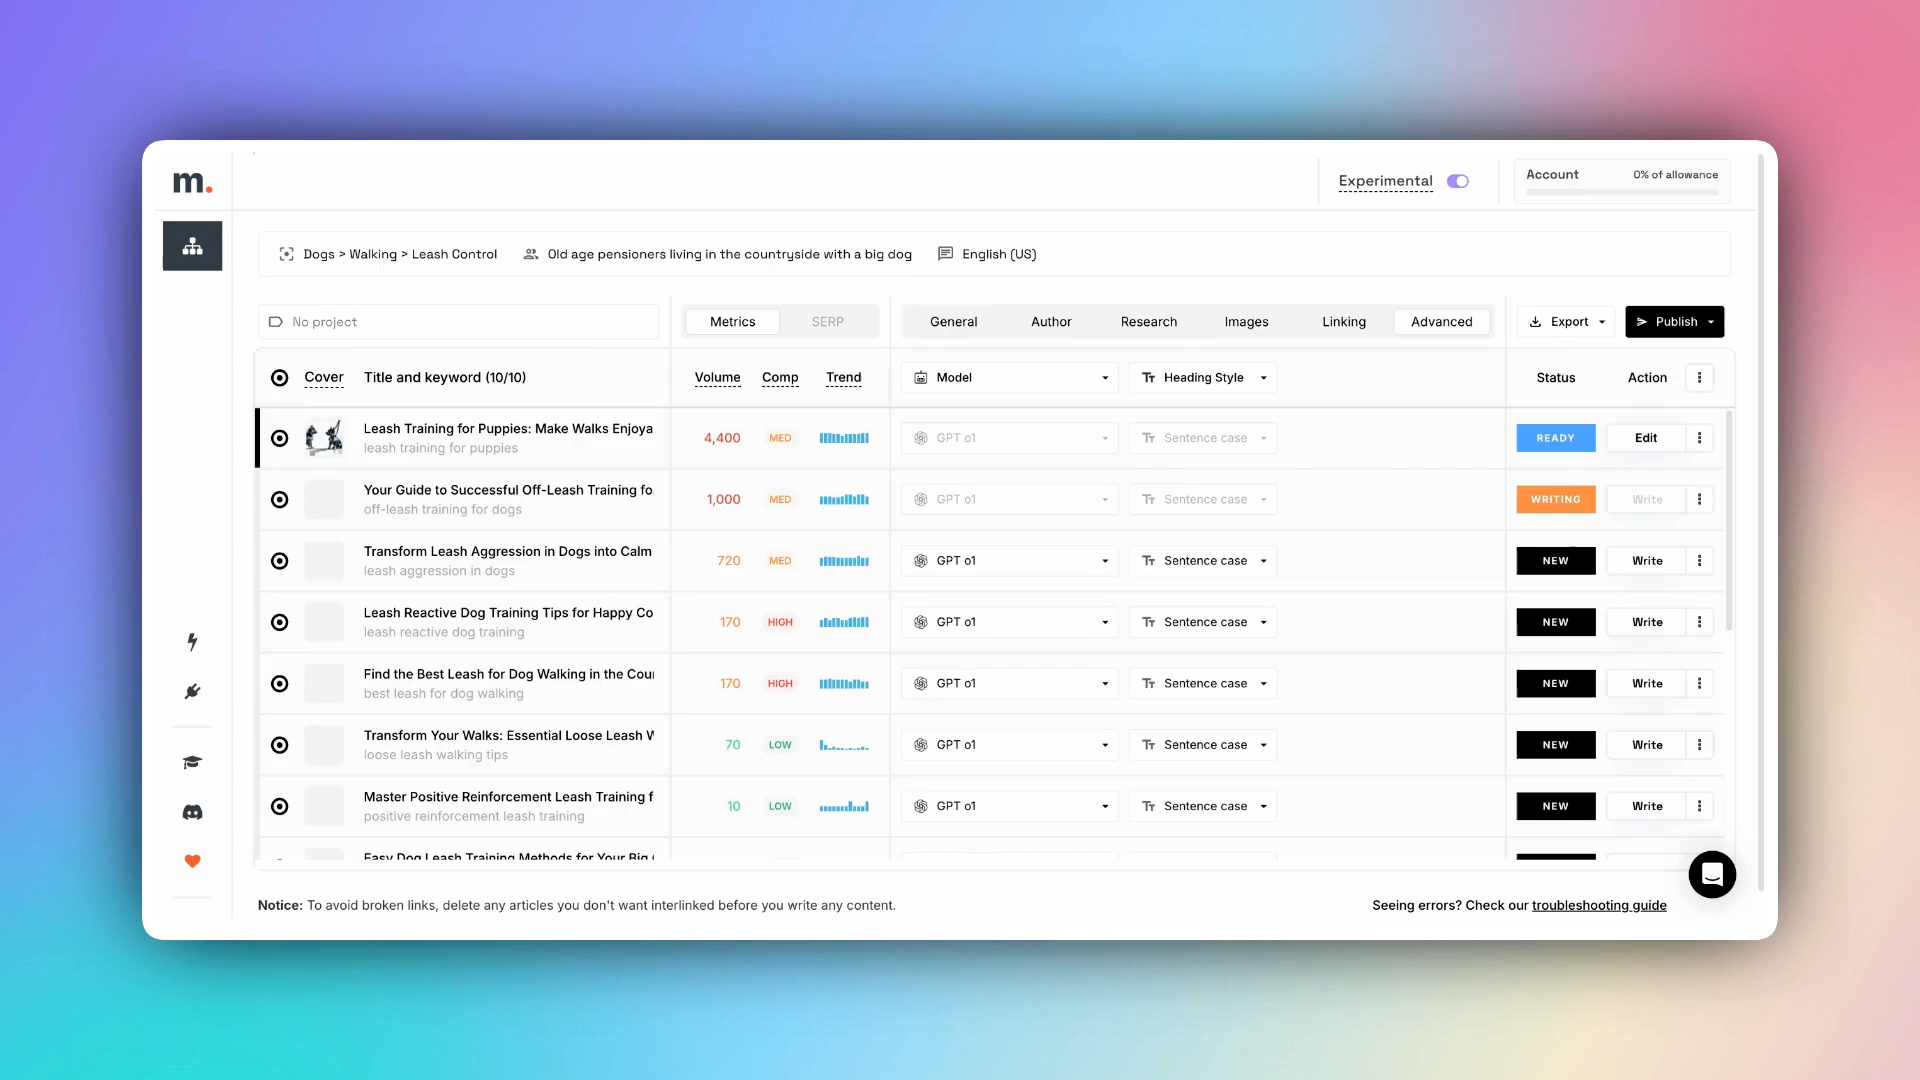 m.
Experimental
Account 0% of allowance
Dogs > Walking > Leash Control Old age pensioners living in the countryside with a big dog English (US)
No project Metrics SERP General Author Research Images Linking Advanced Export Publish
Cover Title and keyword (10/10) Volume Comp Trend Model Heading Style Status Action
Leash Training for Puppies: Make Walks Enjoya
leash training for puppies
4,400 MED GPT o1 Sentence case READY Edit
Your Guide to Successful Off-Leash Training fo
off-leash training for dogs
1,000 MED GPT o1 Sentence case WRITING Write
Transform Leash Aggression in Dogs into Calm
leash aggression in dogs
720 MED GPT o1 Sentence case NEW Write
Leash Reactive Dog Training Tips for Happy Co
leash reactive dog training
170 HIGH GPT o1 Sentence case NEW Write
Find the Best Leash for Dog Walking in the Cou
best leash for dog walking
170 HIGH GPT o1 Sentence case NEW Write
Transform Your Walks: Essential Loose Leash W
loose leash walking tips
70 LOW GPT o1 Sentence case NEW Write
Master Positive Reinforcement Leash Training f
positive reinforcement leash training
10 LOW GPT o1 Sentence case NEW Write
Easy Dog Leash Training Methods for Your Big
Notice: To avoid broken links, delete any articles you don't want interlinked before you write any content.
Seeing errors? Check our troubleshooting guide